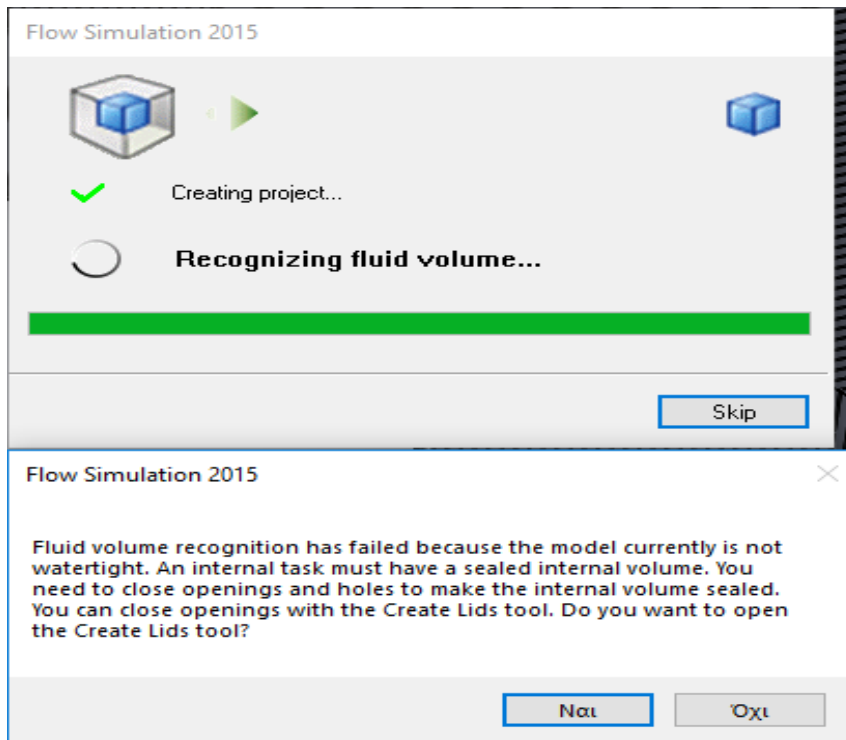 Flow Simulation 2015
Creating project...
Recognizing fluid volume...
Skip
Flow Simulation 2015
Fluid volume recognition has failed because the model currently is not
watertight. An internal task must have a sealed internal volume. You
need to close openings and holes to make the internal volume sealed.
You can close openings with the Create Lids tool. Do you want to open
the Create Lids tool?
Ναι Όχι